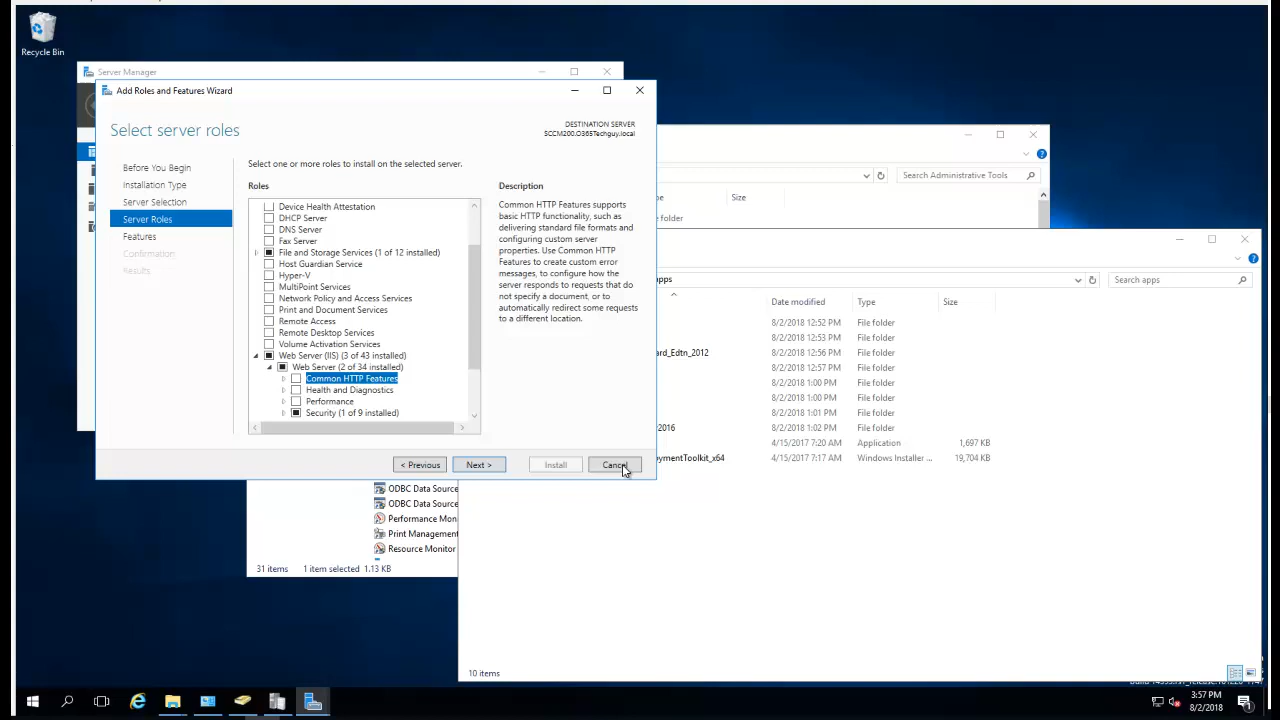 Recycle Bin
Server Manager
Add Roles and Features Wizard
Select server roles
DESTINATION SERVER
SCCM200.O365Techguy.local
Before You Begin
Installation Type
Server Selection
Server Roles
Features
Confirmation
Results
Select one or more roles to install on the selected server.
Roles
Device Health Attestation
DHCP Server
DNS Server
Fax Server
File and Storage Services (1 of 12 installed)
Host Guardian Service
Hyper-V
MultiPoint Services
Network Policy and Access Services
Print and Document Services
Remote Access
Remote Desktop Services
Volume Activation Services
Web Server (IIS) (3 of 43 installed)
Web Server (2 of 34 installed)
Common HTTP Features
Health and Diagnostics
Performance
Security (1 of 9 installed)
Description
Common HTTP Features supports
basic HTTP functionality, such as
delivering standard file formats and
configuring custom server
properties. Use Common HTTP
Features to create custom error
messages, to configure how the
server responds to requests that do
not specify a document, or to
automatically redirect some requests
to a different location.
< Previous
Next >
Install
Cancel
Search Administrative Tools
Size
folder
ODBC Data Source
ODBC Data Source
Performance Mon
Print Management
Resource Monitor
31 items
1 item selected 1.13 KB
apps
Search apps
Date modified
Type
Size
8/2/2018 12:52 PM File folder
8/2/2018 12:53 PM File folder
ard_Edtn_2012 8/2/2018 12:56 PM File folder
8/2/2018 12:57 PM File folder
8/2/2018 1:00 PM File folder
8/2/2018 1:00 PM File folder
8/2/2018 1:01 PM File folder
2016 8/2/2018 1:02 PM File folder
4/15/2017 7:20 AM Application 1,697 KB
oymentToolkit_x64 4/15/2017 7:17 AM Windows Installer ... 19,704 KB
10 items
3:57 PM
8/2/2018
1